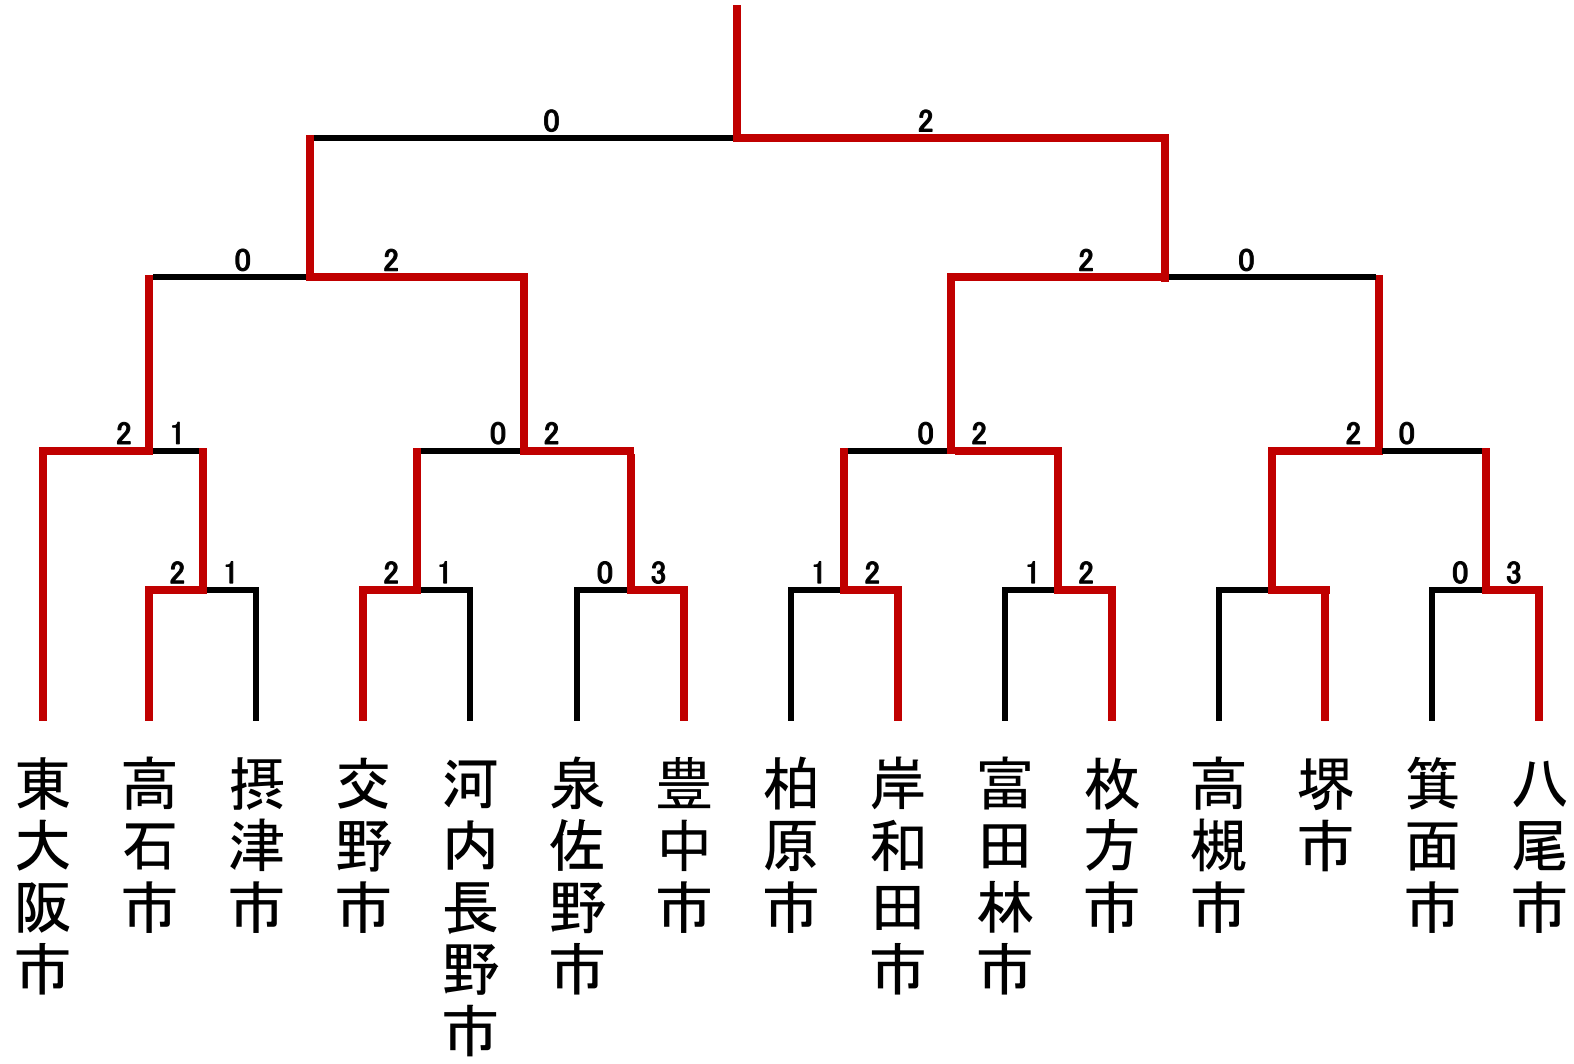 0 2
0 2 2 0
2 1 0 2 0 2 2 0
2 1 2 1 0 3 1 2 1 2 0 3
東大阪市
高石市
摂津市
交野市
河内長野市
泉佐野市
豊中市
柏原市
岸和田市
富田林市
枚方市
高槻市
堺市
箕面市
八尾市